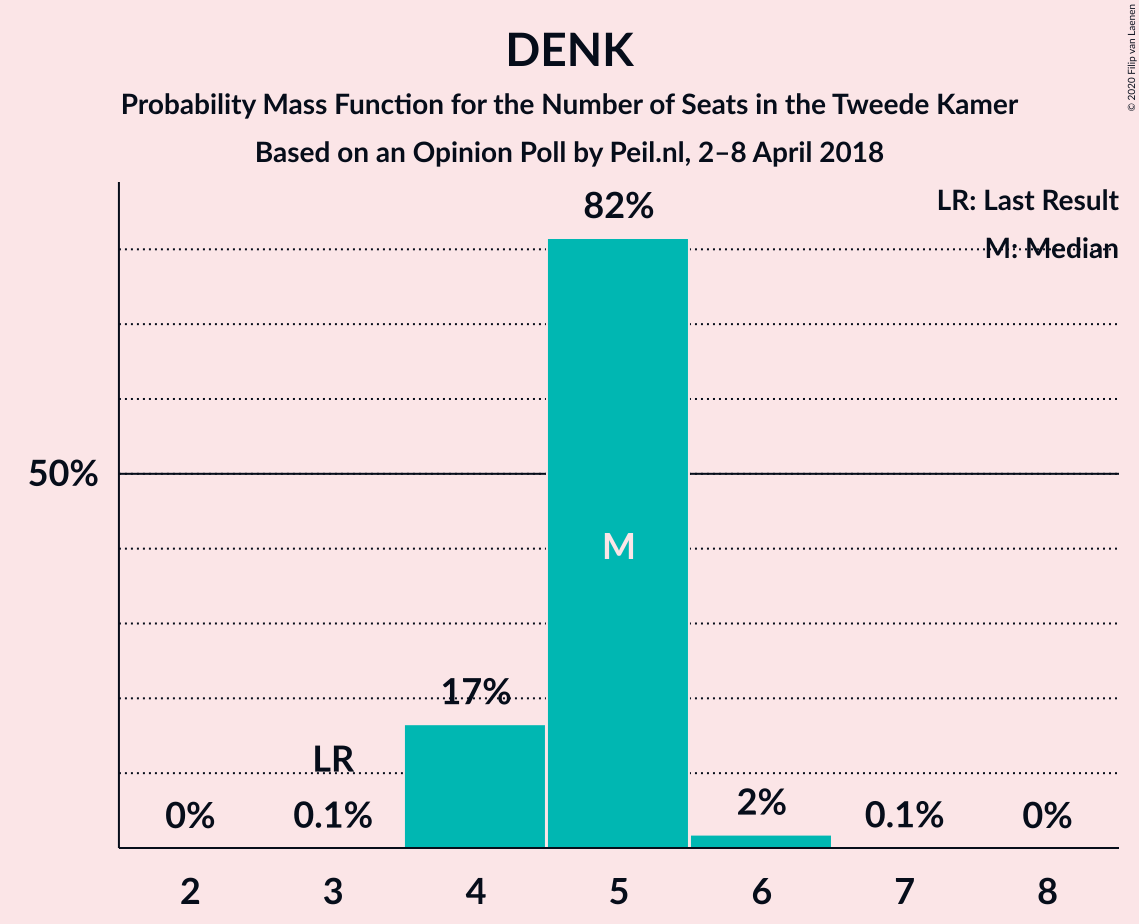 DENK
Probability Mass Function for the Number of Seats in the Tweede Kamer
Based on an Opinion Poll by Peil.nl, 2–8 April 2018
© 2020 Filip van Laenen
LR: Last Result
M: Median
82%
50%
M
17%
LR
0%
0.1%
2%
0.1%
0%
2 3 4 5 6 7 8